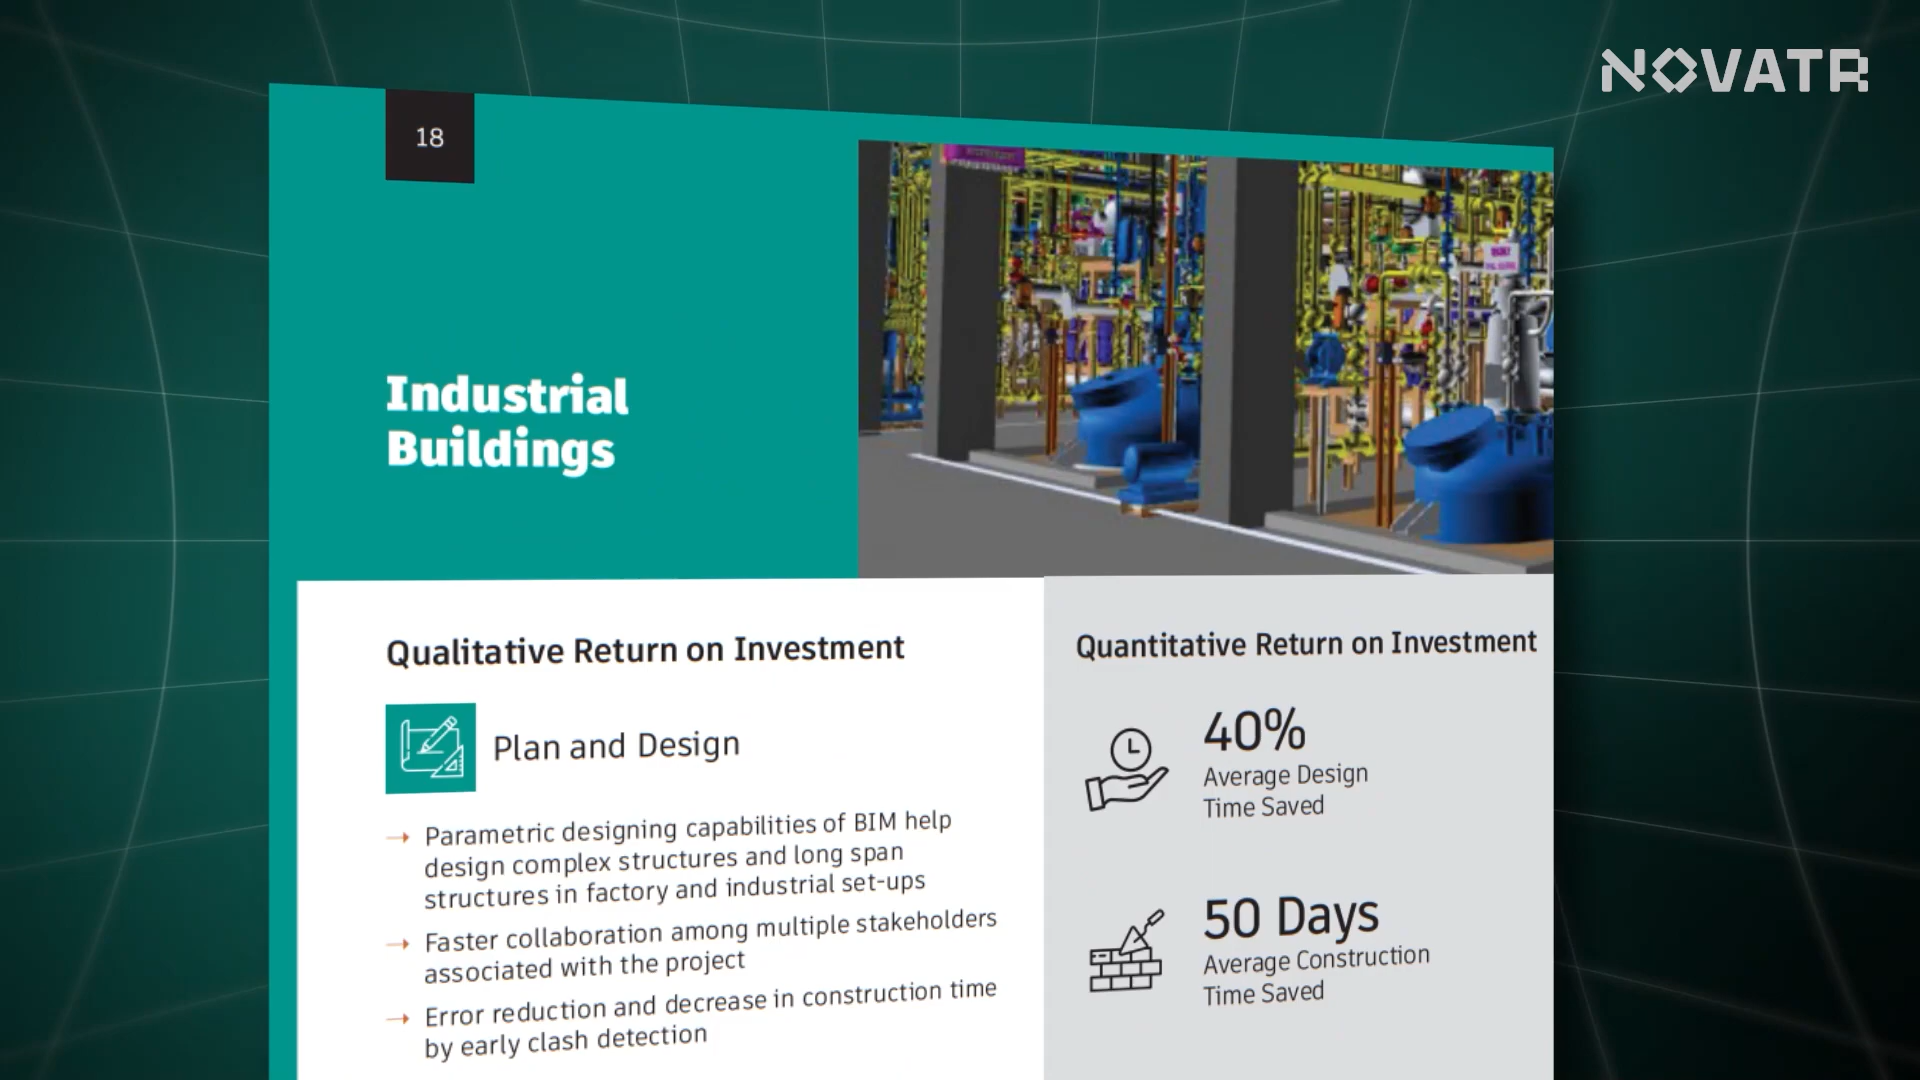 NOVATR
18
Industrial
Buildings
Qualitative Return on Investment
Plan and Design
→ Parametric designing capabilities of BIM help
design complex structures and long span
structures in factory and industrial set-ups
→ Faster collaboration among multiple stakeholders
associated with the project
→ Error reduction and decrease in construction time
by early clash detection
Quantitative Return on Investment
40%
Average Design
Time Saved
50 Days
Average Construction
Time Saved